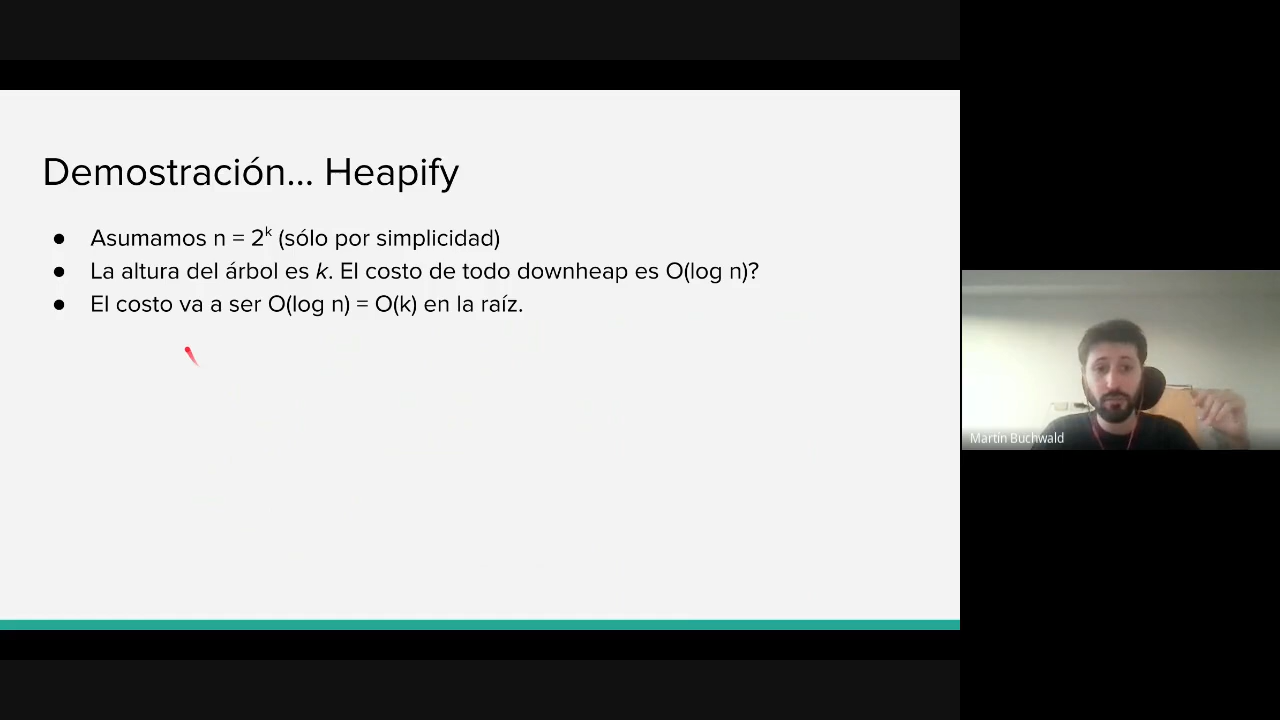 Demostración... Heapify
● Asumamos n = 2^k (sólo por simplicidad)
● La altura del árbol es k. El costo de todo downheap es O(log n)?
● El costo va a ser O(log n) = O(k) en la raíz.
Martín Buchwald